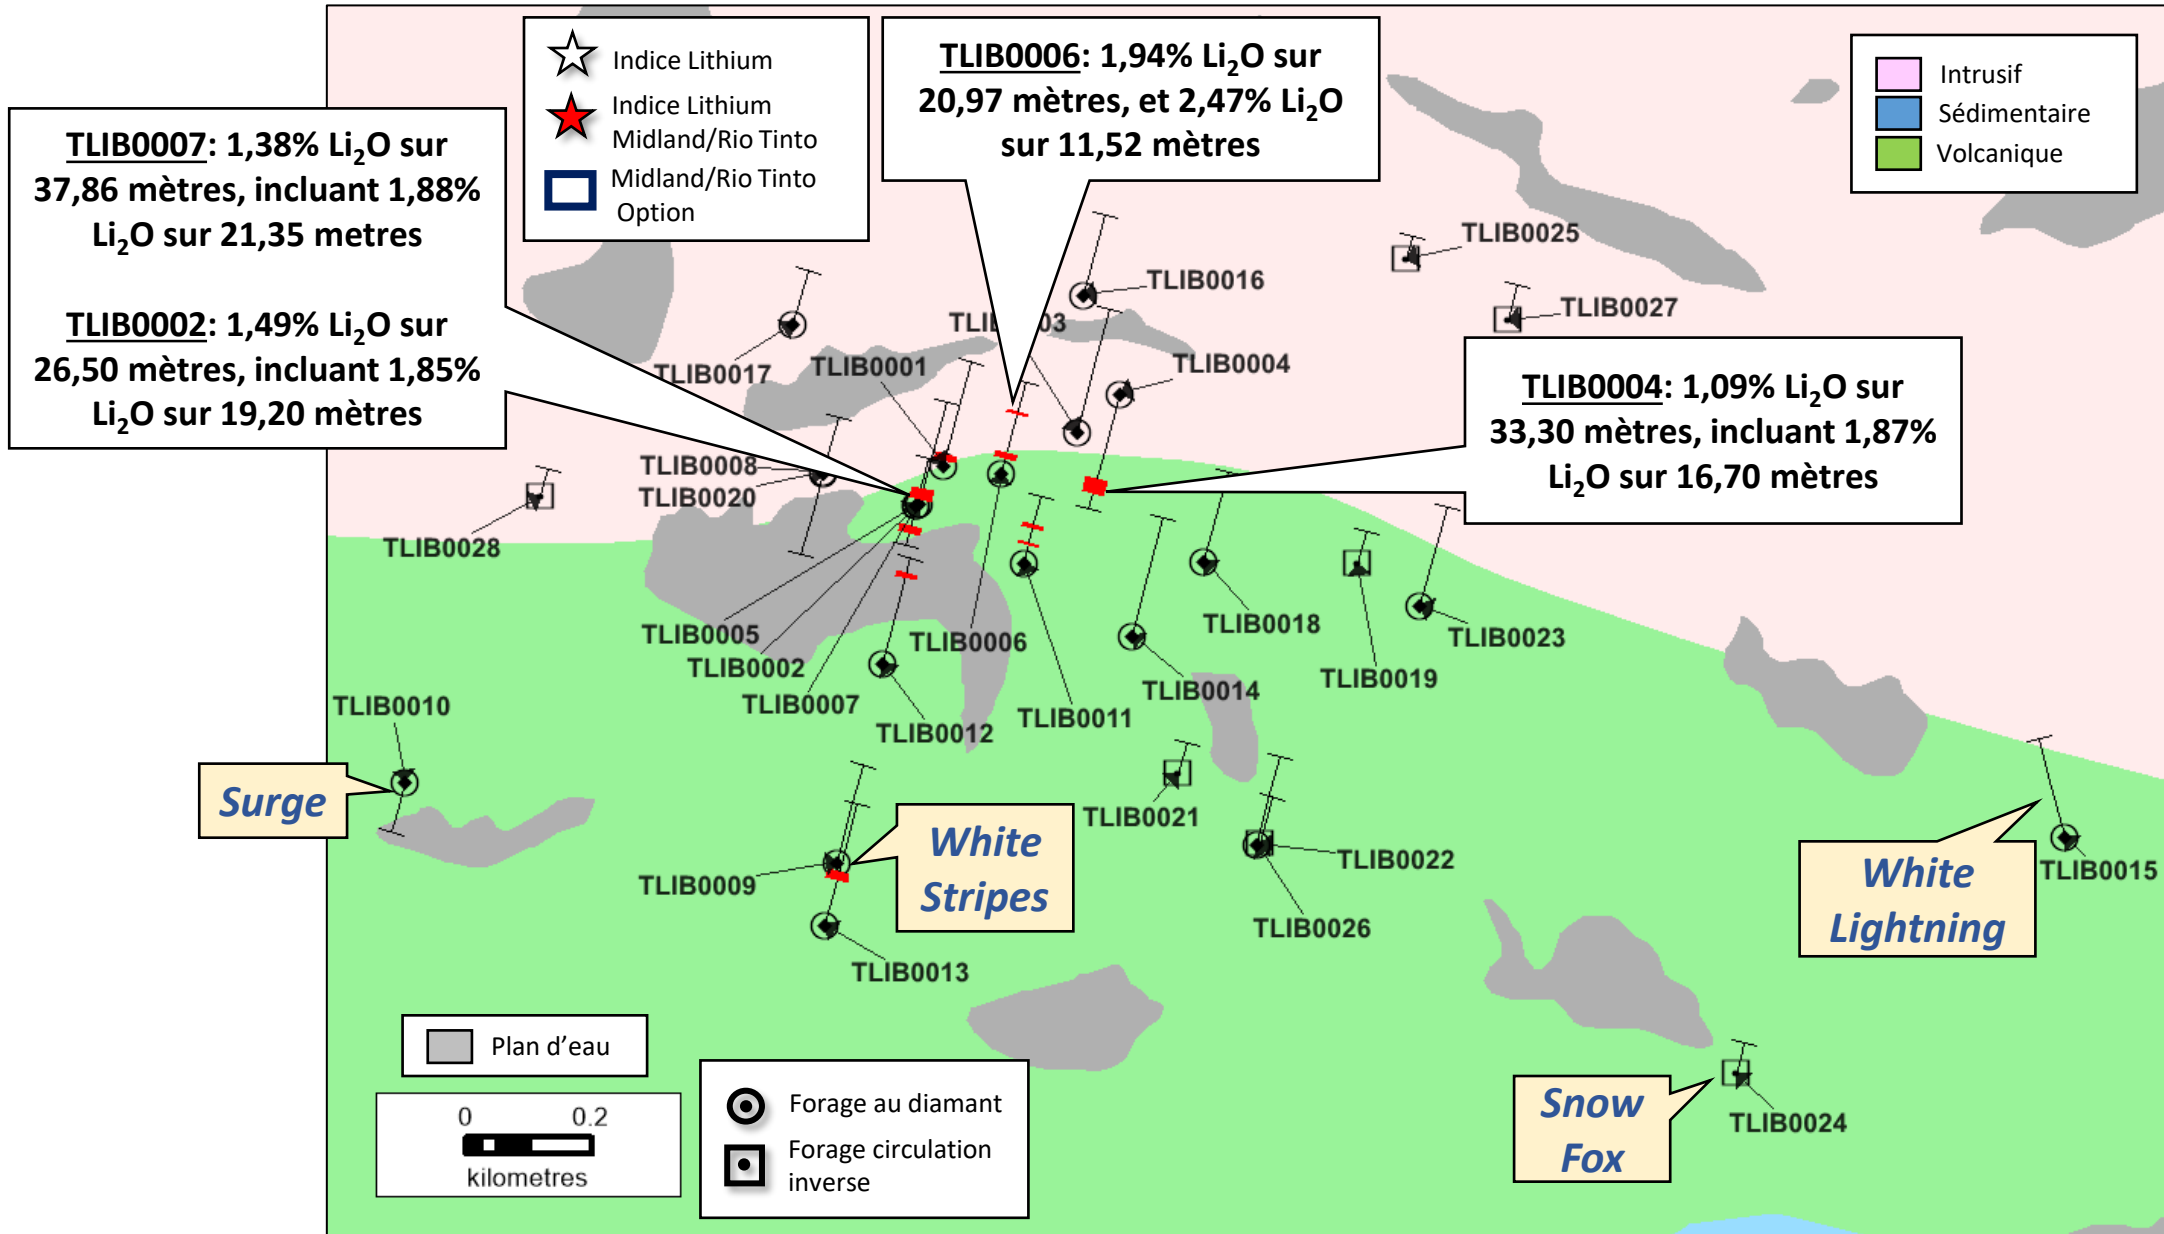 Indice Lithium
Indice Lithium
Midland/Rio Tinto
Midland/Rio Tinto
Option
TLIB0006: 1,94% Li₂O sur
20,97 mètres, et 2,47% Li₂O
sur 11,52 mètres
Intrusif
Sédimentaire
Volcanique
TLIB0007: 1,38% Li₂O sur
37,86 mètres, incluant 1,88%
Li₂O sur 21,35 metres
TLIB0002: 1,49% Li₂O sur
26,50 mètres, incluant 1,85%
Li₂O sur 19,20 mètres
TLIB0004: 1,09% Li₂O sur
33,30 mètres, incluant 1,87%
Li₂O sur 16,70 mètres
TLIB0025
TLIB0016
TLIB0027
TLIB0017
TLIB0001
TLIB0004
TLIB0008
TLIB0020
TLIB0028
TLIB0005
TLIB0002
TLIB0007
TLIB0006
TLIB0012
TLIB0011
TLIB0014
TLIB0018
TLIB0019
TLIB0023
TLIB0010
Surge
TLIB0009
White
Stripes
TLIB0013
TLIB0021
TLIB0022
TLIB0026
White
Lightning
TLIB0015
Snow
Fox
TLIB0024
Plan d’eau
0 0.2
kilometres
Forage au diamant
Forage circulation
inverse